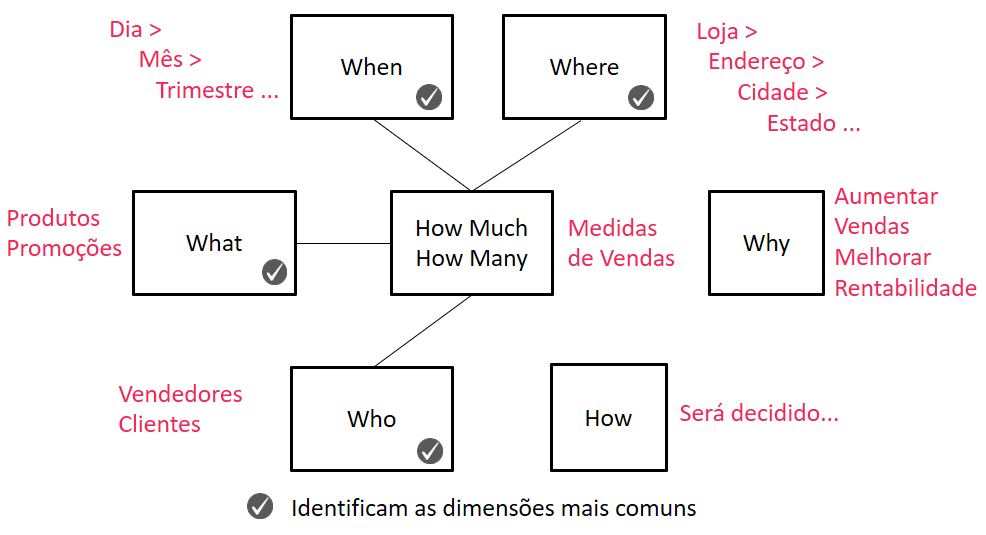 Dia >
Mês >
Trimestre ...
When
Where
Loja >
Endereço >
Cidade >
Estado ...
Produtos
Promoções
What
How Much
How Many
Medidas
de Vendas
Why
Aumentar
Vendas
Melhorar
Rentabilidade
Vendedores
Clientes
Who
How
Será decidido...
Identificam as dimensões mais comuns